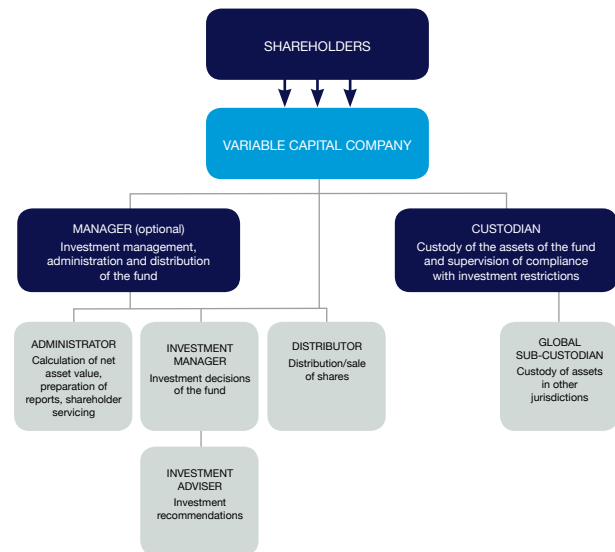 SHAREHOLDERS
VARIABLE CAPITAL COMPANY
MANAGER (optional)
Investment management,
administration and distribution
of the fund
CUSTODIAN
Custody of the assets of the fund
and supervision of compliance
with investment restrictions
ADMINISTRATOR
Calculation of net
asset value,
preparation of
reports, shareholder
servicing
INVESTMENT
MANAGER
Investment decisions
of the fund
DISTRIBUTOR
Distribution/sale
of shares
GLOBAL
SUB-CUSTODIAN
Custody of assets
in other
jurisdictions
INVESTMENT
ADVISER
Investment
recommendations